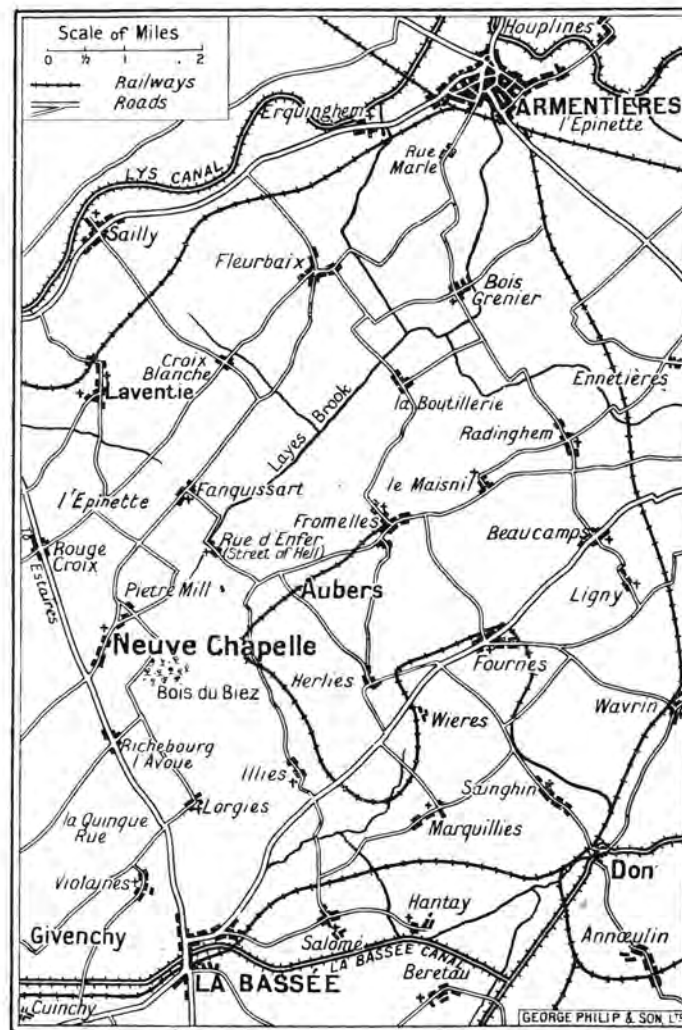 Scale of Miles
0 ½ 1 2
Railways
Roads
Houplines
ARMENTIÈRES
l'Epinette
Erquinghem
Rue
Marle
LYS CANAL
Sailly
Fleurbaix
Bois
Grenier
Croix
Blanche
Laventie
Ennetières
la Boutillerie
Layes Brook
Radinghem
l'Epinette
Fanquissart
le Maisnil
Fromelles
Rue d'Enfer
(Street of Hell)
Beaucamps
Rouge
Croix
Estaires
Pietre Mill
Aubers
Ligny
Neuve Chapelle
Bois du Biez
Herlies
Fournes
Wavrin
Wieres
Richebourg
l'Avoue
Illies
Sainghin
Lorgies
la Quinque
Rue
Marquillies
Violaines
Don
Givenchy
Hantay
Salomé
Annœulin
LA BASSÉE CANAL
LA BASSÉE
Beretau
Cuinchy
GEORGE PHILIP & SON LTD